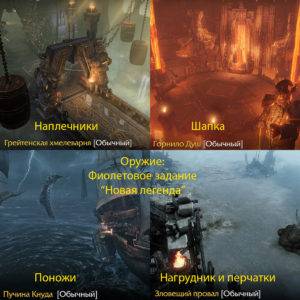 Наплечники
Грейтенская хмелеварня [Обычный]
Шапка
Горнило Душ [Обычный]
Оружие:
Фиолетовое задание
"Новая легенда"
Поножи
Пучина Кнуда [Обычный]
Нагрудник и перчатки
Зловещий провал [Обычный]